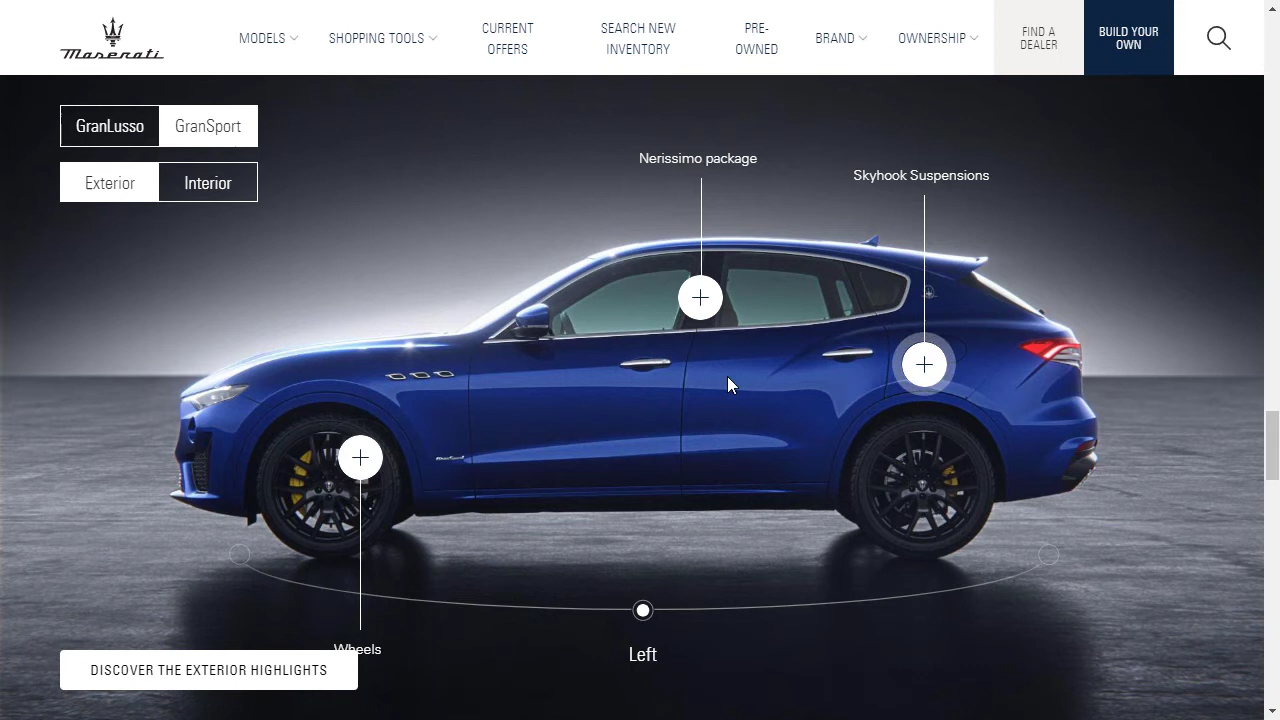 Maserati
MODELS
SHOPPING TOOLS
CURRENT
OFFERS
SEARCH NEW
INVENTORY
PRE-
OWNED
BRAND
OWNERSHIP
FIND A
DEALER
BUILD YOUR
OWN
GranLusso
GranSport
Exterior
Interior
Nerissimo package
Skyhook Suspensions
Wheels
Left
DISCOVER THE EXTERIOR HIGHLIGHTS